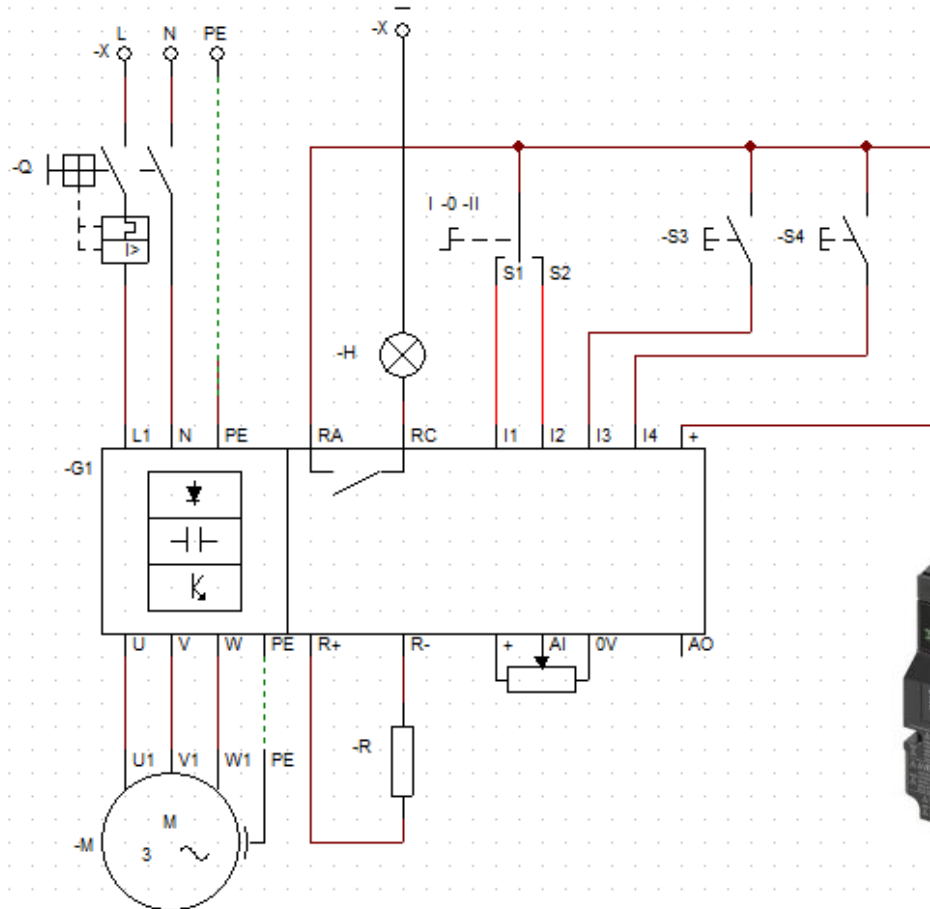 -X
L N PE
-X
-Q
I>
I -0 -II
S1 S2
-S3
-S4
-H
L1 N PE RA RC I1 I2 I3 I4 +
-G1
U V W PE R+ R- + AI 0V AO
-R
U1 V1 W1 PE
M
3
-M